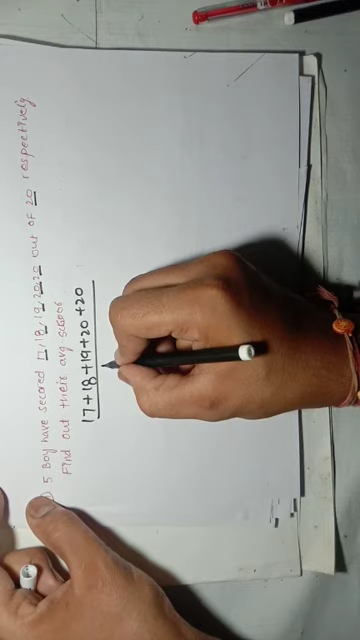 5 Boy have secored 17, 18, 19, 20, 20 out of 20 respectively
Find out their avg scores
17+18+19+20+20